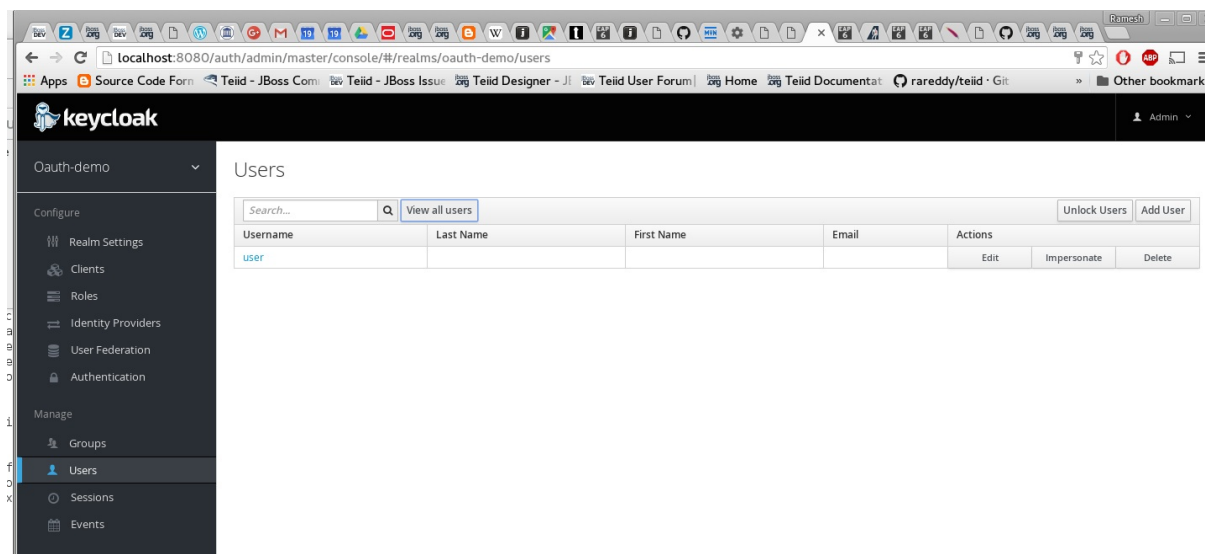 Ramesh
localhost:8080/auth/admin/master/console/#/realms/oauth-demo/users
Apps Source Code Form Teiid - JBoss Com Teiid - JBoss Issue Teiid Designer - J Teiid User Forum Home Teiid Documentat rareddy/teiid · Git » Other bookmark
keycloak Admin
Oauth-demo
Users
Configure
Search... View all users Unlock Users Add User
Username Last Name First Name Email Actions
user Edit Impersonate Delete
Realm Settings
Clients
Roles
Identity Providers
User Federation
Authentication
Manage
Groups
Users
Sessions
Events